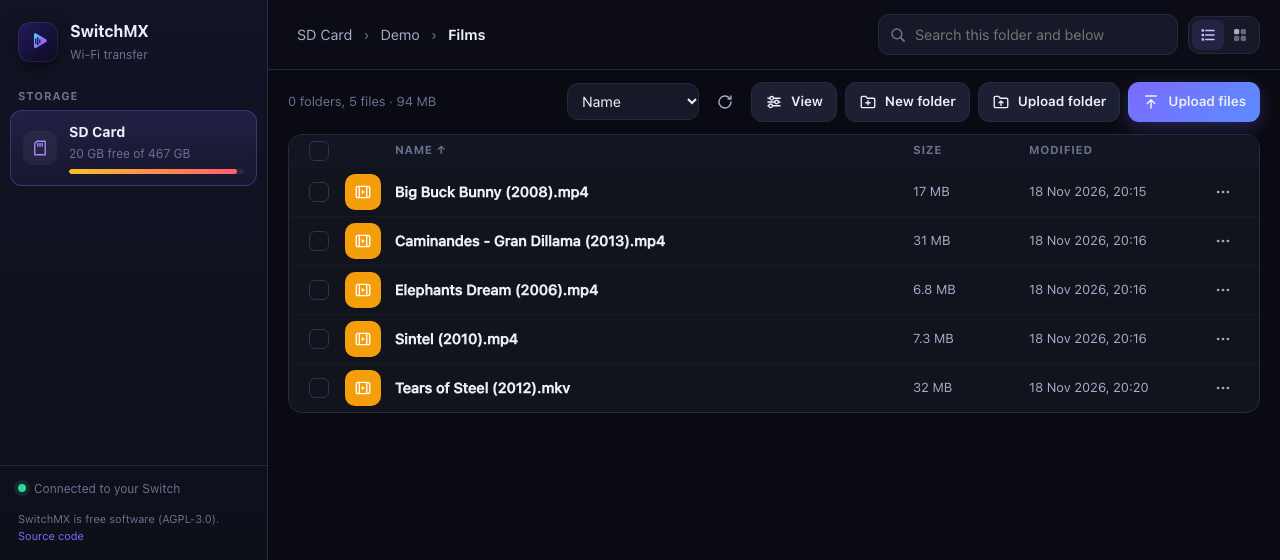 SwitchMX
Wi-Fi transfer
STORAGE
SD Card
20 GB free of 467 GB
Connected to your Switch
SwitchMX is free software (AGPL-3.0).
Source code
SD Card › Demo › Films
Search this folder and below
0 folders, 5 files · 94 MB
Name
View
New folder
Upload folder
Upload files
NAME ↑ SIZE MODIFIED
Big Buck Bunny (2008).mp4 17 MB 18 Nov 2026, 20:15
Caminandes - Gran Dillama (2013).mp4 31 MB 18 Nov 2026, 20:16
Elephants Dream (2006).mp4 6.8 MB 18 Nov 2026, 20:16
Sintel (2010).mp4 7.3 MB 18 Nov 2026, 20:16
Tears of Steel (2012).mkv 32 MB 18 Nov 2026, 20:20